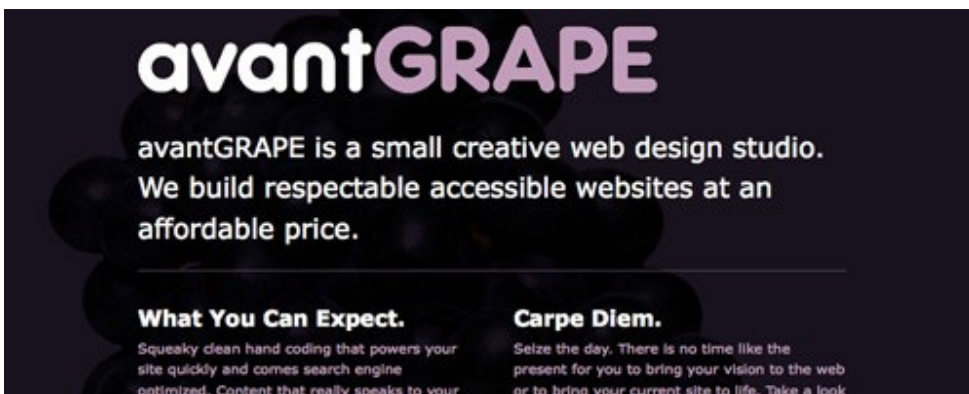 avantGRAPE
avantGRAPE is a small creative web design studio.
We build respectable accessible websites at an
affordable price.
What You Can Expect.
Squeaky clean hand coding that powers your
site quickly and comes search engine
optimized. Content that really speaks to your
Carpe Diem.
Seize the day. There is no time like the
present for you to bring your vision to the web
or to bring your current site to life. Take a look